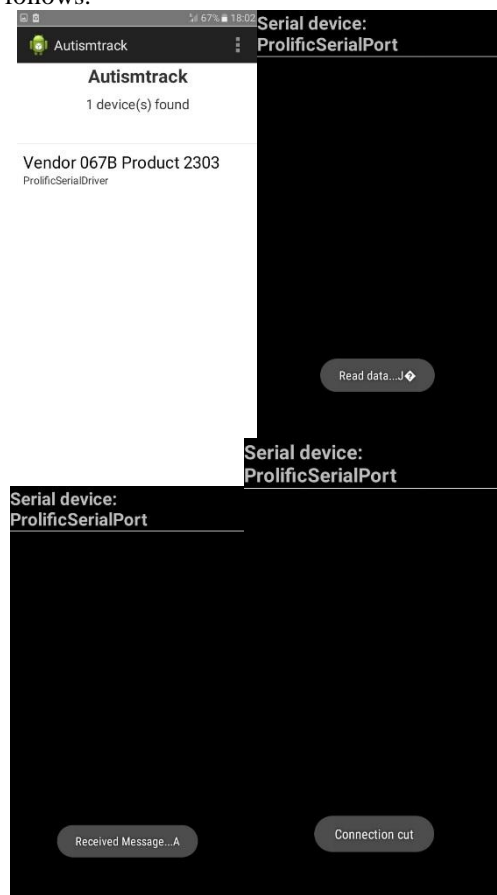 follows:
67% 18:02
Autismtrack
Autismtrack
1 device(s) found
Vendor 067B Product 2303
ProlificSerialDriver
Serial device:
ProlificSerialPort
Read data...J�
Serial device:
ProlificSerialPort
Received Message...A
Serial device:
ProlificSerialPort
Connection cut